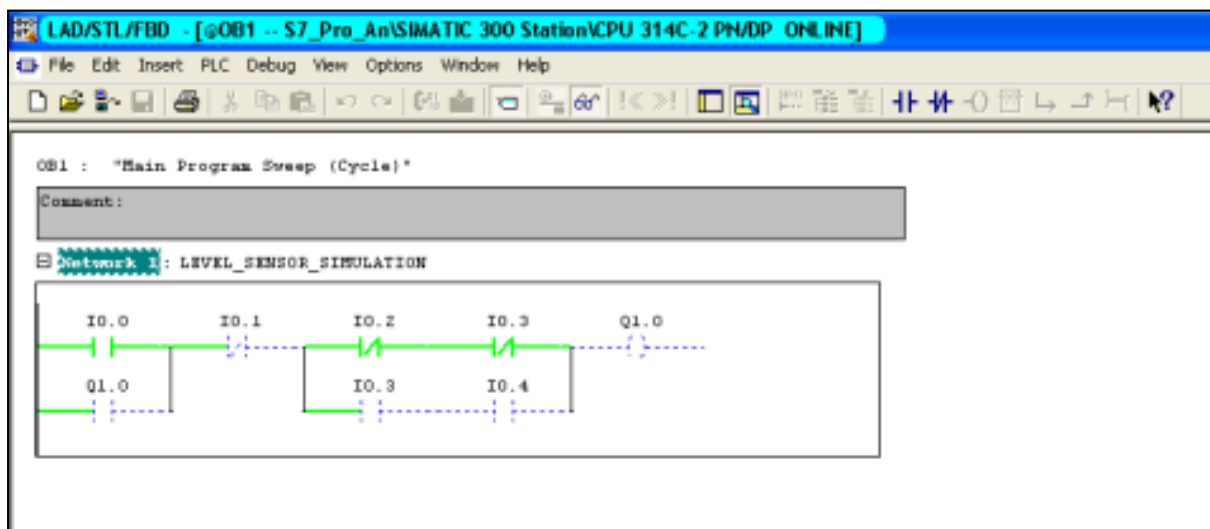 LAD/STL/FBD - [@OB1 -- S7_Pro_An\SIMATIC 300 Station\CPU 314C-2 PN/DP ONLINE]
File Edit Insert PLC Debug View Options Window Help
OB1 : "Main Program Sweep (Cycle)"
Comment:
Network 1: LEVEL_SENSOR_SIMULATION
I0.0 I0.1 I0.2 I0.3 Q1.0
Q1.0 I0.3 I0.4